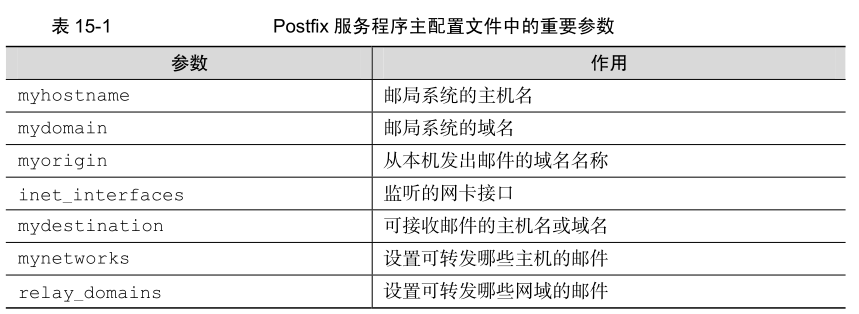 表 15-1 Postfix 服务程序主配置文件中的重要参数
参数 作用
myhostname 邮局系统的主机名
mydomain 邮局系统的域名
myorigin 从本机发出邮件的域名名称
inet_interfaces 监听的网卡接口
mydestination 可接收邮件的主机名或域名
mynetworks 设置可转发哪些主机的邮件
relay_domains 设置可转发哪些网域的邮件